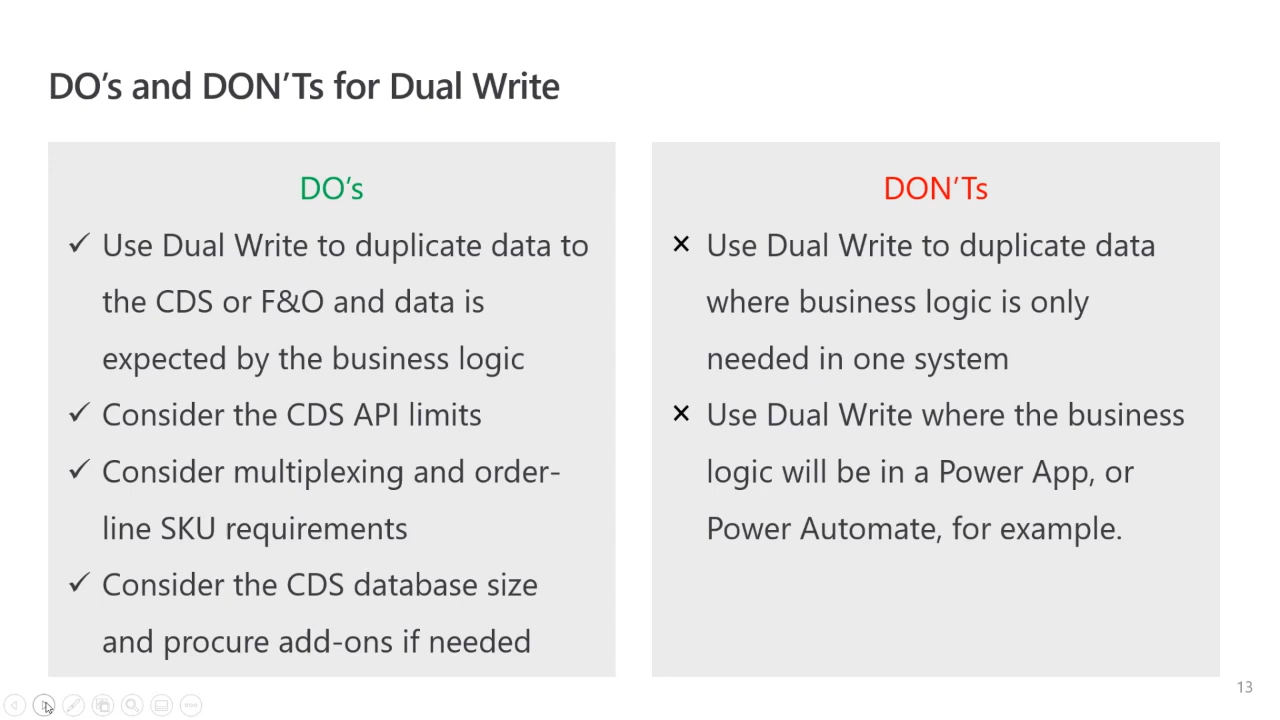 DO’s and DON’Ts for Dual Write
DO’s
✓ Use Dual Write to duplicate data to
the CDS or F&O and data is
expected by the business logic
✓ Consider the CDS API limits
✓ Consider multiplexing and order-
line SKU requirements
✓ Consider the CDS database size
and procure add-ons if needed
DON’Ts
× Use Dual Write to duplicate data
where business logic is only
needed in one system
× Use Dual Write where the business
logic will be in a Power App, or
Power Automate, for example.
13